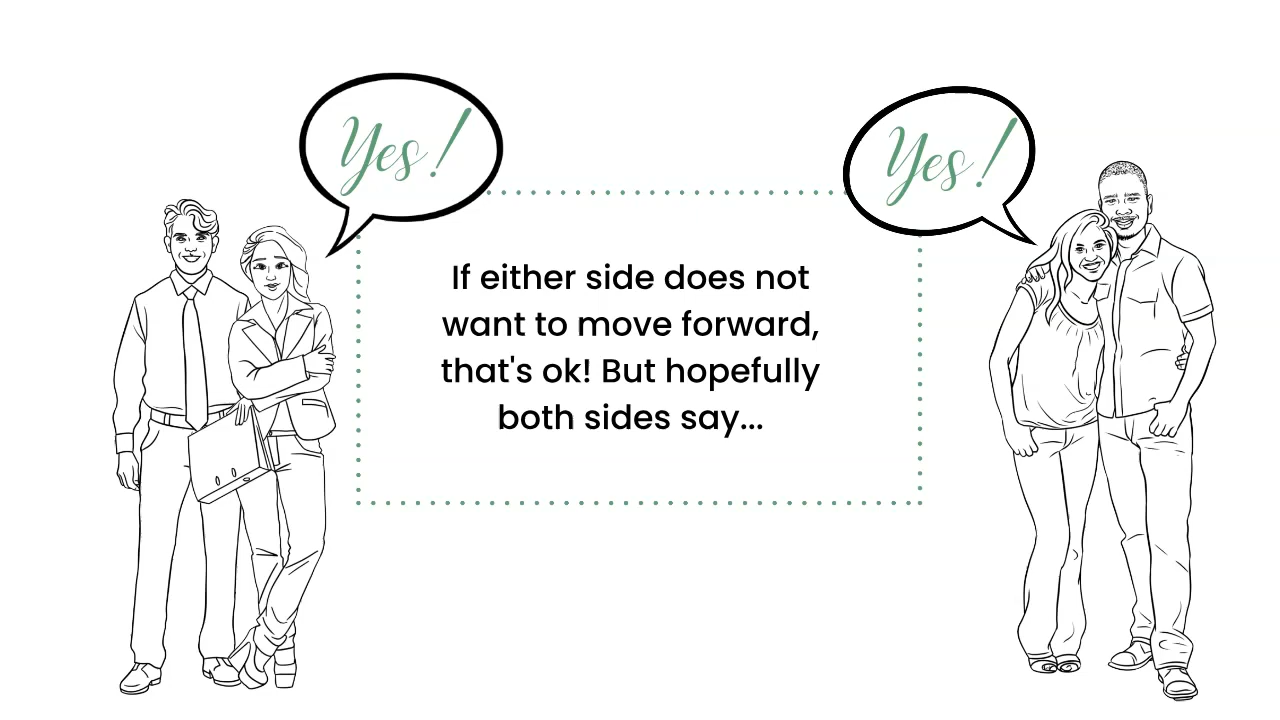 Yes!
Yes!
If either side does not
want to move forward,
that's ok! But hopefully
both sides say...